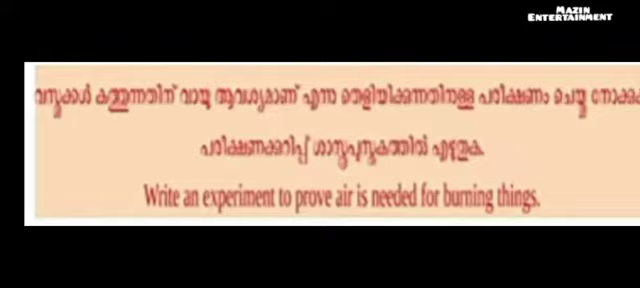 MAZIN
ENTERTAINMENT
വസ്തുക്കൾ കത്തുന്നതിന് വായു ആവശ്യമാണ് എന്ന് തെളിയിക്കുന്നതിനുള്ള പരീക്ഷണം ചെയ്തു
പരീക്ഷണക്കുറിപ്പ് ശാസ്ത്രപുസ്തകത്തിൽ എഴുതുക.
Write an experiment to prove air is needed for burning things.